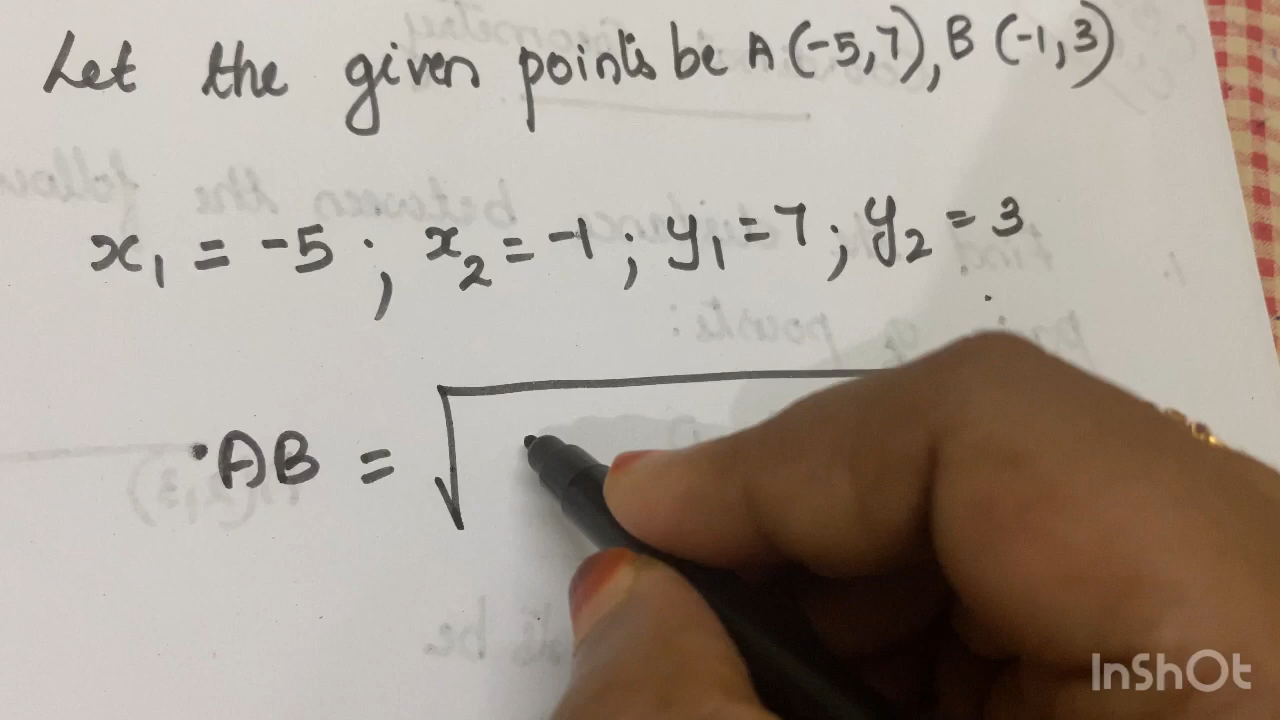 Let the given points be A(-5,7), B (-1,3)
x₁ = -5 ; x₂ = -1 ; y₁ = 7 ; y₂ = 3
AB = √
InShOt